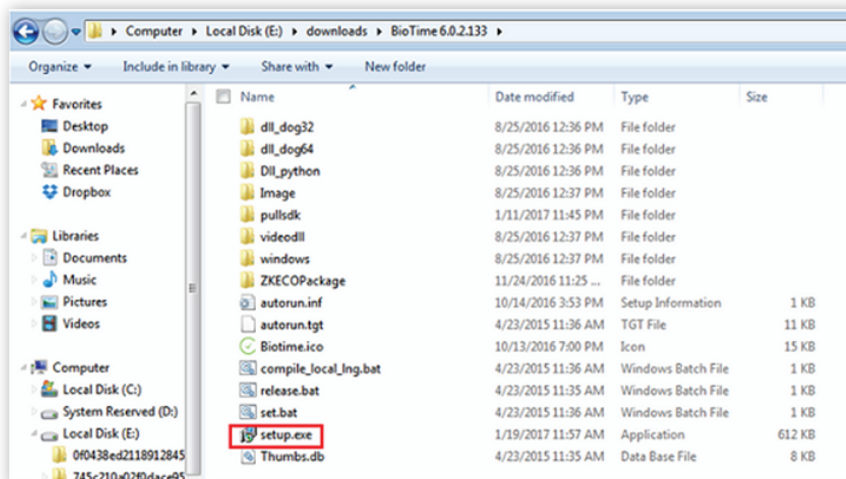 Computer Local Disk (E:) downloads BioTime 6.0.2.133
Organize Include in library Share with New folder
Favorites
Desktop
Downloads
Recent Places
Dropbox
Libraries
Documents
Music
Pictures
Videos
Computer
Local Disk (C:)
System Reserved (D:)
Local Disk (E:)
0f0438ed2118912845
745c210a02f0dace95
Name Date modified Type Size
dll_dog32 8/25/2016 12:36 PM File folder
dll_dog64 8/25/2016 12:36 PM File folder
Dll_python 8/25/2016 12:36 PM File folder
Image 8/25/2016 12:37 PM File folder
pullsdk 1/11/2017 11:45 PM File folder
videodll 8/25/2016 12:37 PM File folder
windows 8/25/2016 12:37 PM File folder
ZKECOPackage 11/24/2016 11:25 ... File folder
autorun.inf 10/14/2016 3:53 PM Setup Information 1 KB
autorun.tgt 4/23/2015 11:36 AM TGT File 11 KB
Biotime.ico 10/13/2016 7:00 PM Icon 15 KB
compile_local_lng.bat 4/23/2015 11:36 AM Windows Batch File 1 KB
release.bat 4/23/2015 11:35 AM Windows Batch File 1 KB
set.bat 4/23/2015 11:36 AM Windows Batch File 1 KB
setup.exe 1/19/2017 11:57 AM Application 612 KB
Thumbs.db 4/23/2015 11:35 AM Data Base File 8 KB